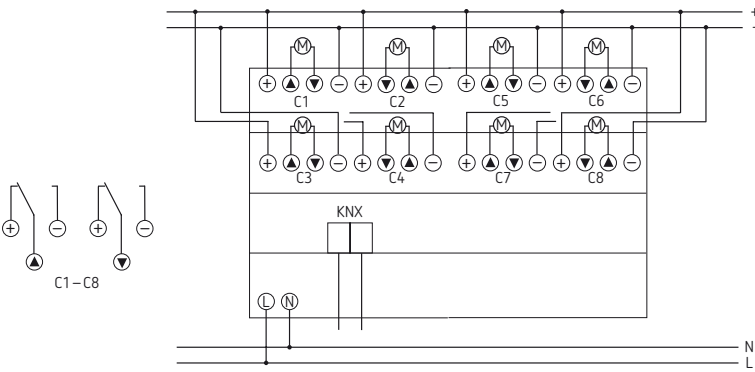 +
−
M M M M
+ ▲ ▼ − + ▼ ▲ − + ▲ ▼ − + ▼ ▲ −
C1 C2 C5 C6
M M M M
+ ▲ ▼ − + ▼ ▲ − + ▲ ▼ − + ▼ ▲ −
C3 C4 C7 C8
+ − + −
▲ ▼
C1–C8
KNX
L N
N
L